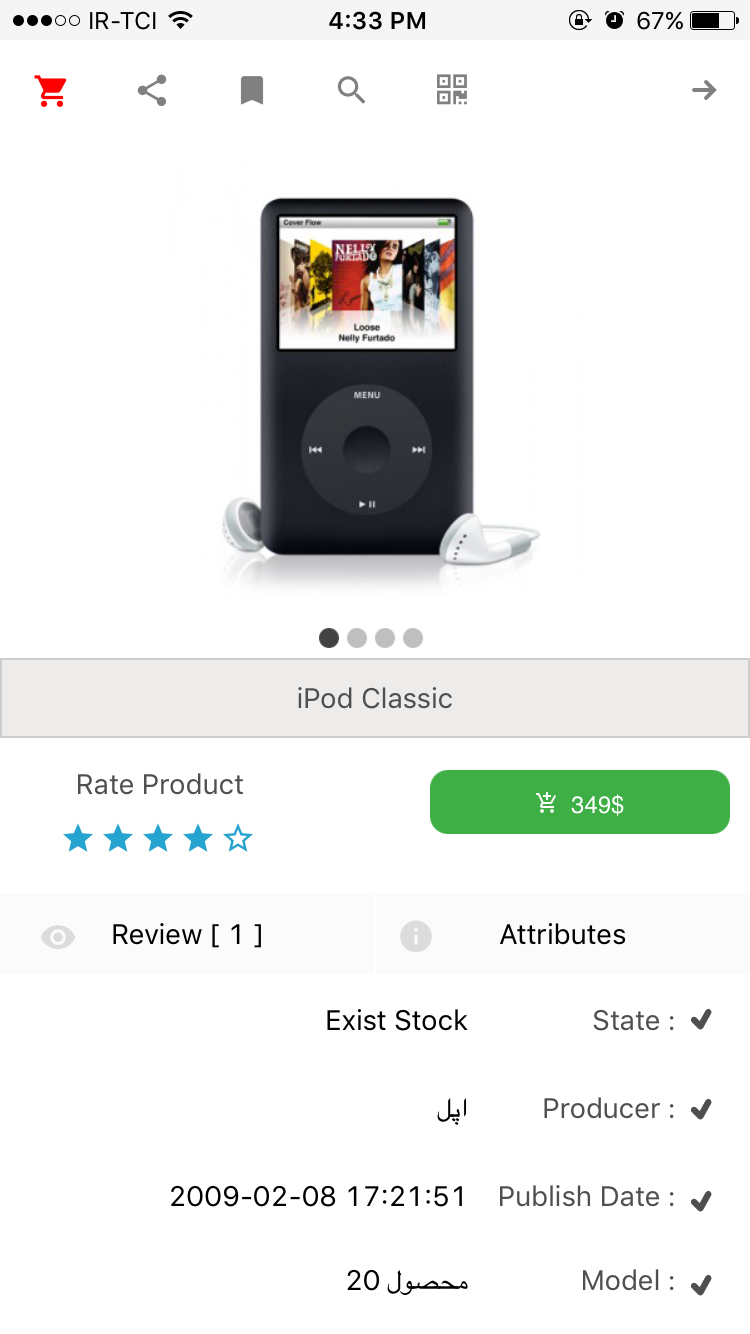 IR-TCI 4:33 PM 67%
Cover Flow
NELLY
FURTADO
Loose
Nelly Furtado
MENU
iPod Classic
Rate Product
349$
Review [ 1 ] Attributes
Exist Stock State :
اپل Producer :
2009-02-08 17:21:51 Publish Date :
محصول 20 Model :